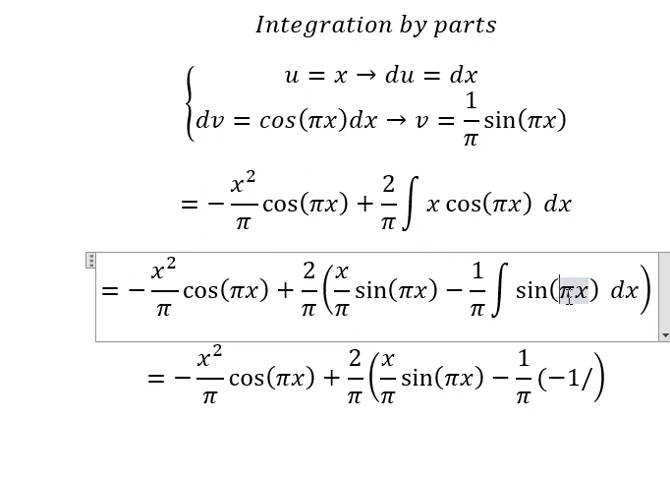 Integration by parts
u = x → du = dx
dv = cos(πx)dx → v = 1/π sin(πx)
= − x²/π cos(πx) + 2/π ∫ x cos(πx) dx
= − x²/π cos(πx) + 2/π (x/π sin(πx) − 1/π ∫ sin(πx) dx)
= − x²/π cos(πx) + 2/π (x/π sin(πx) − 1/π (−1/)